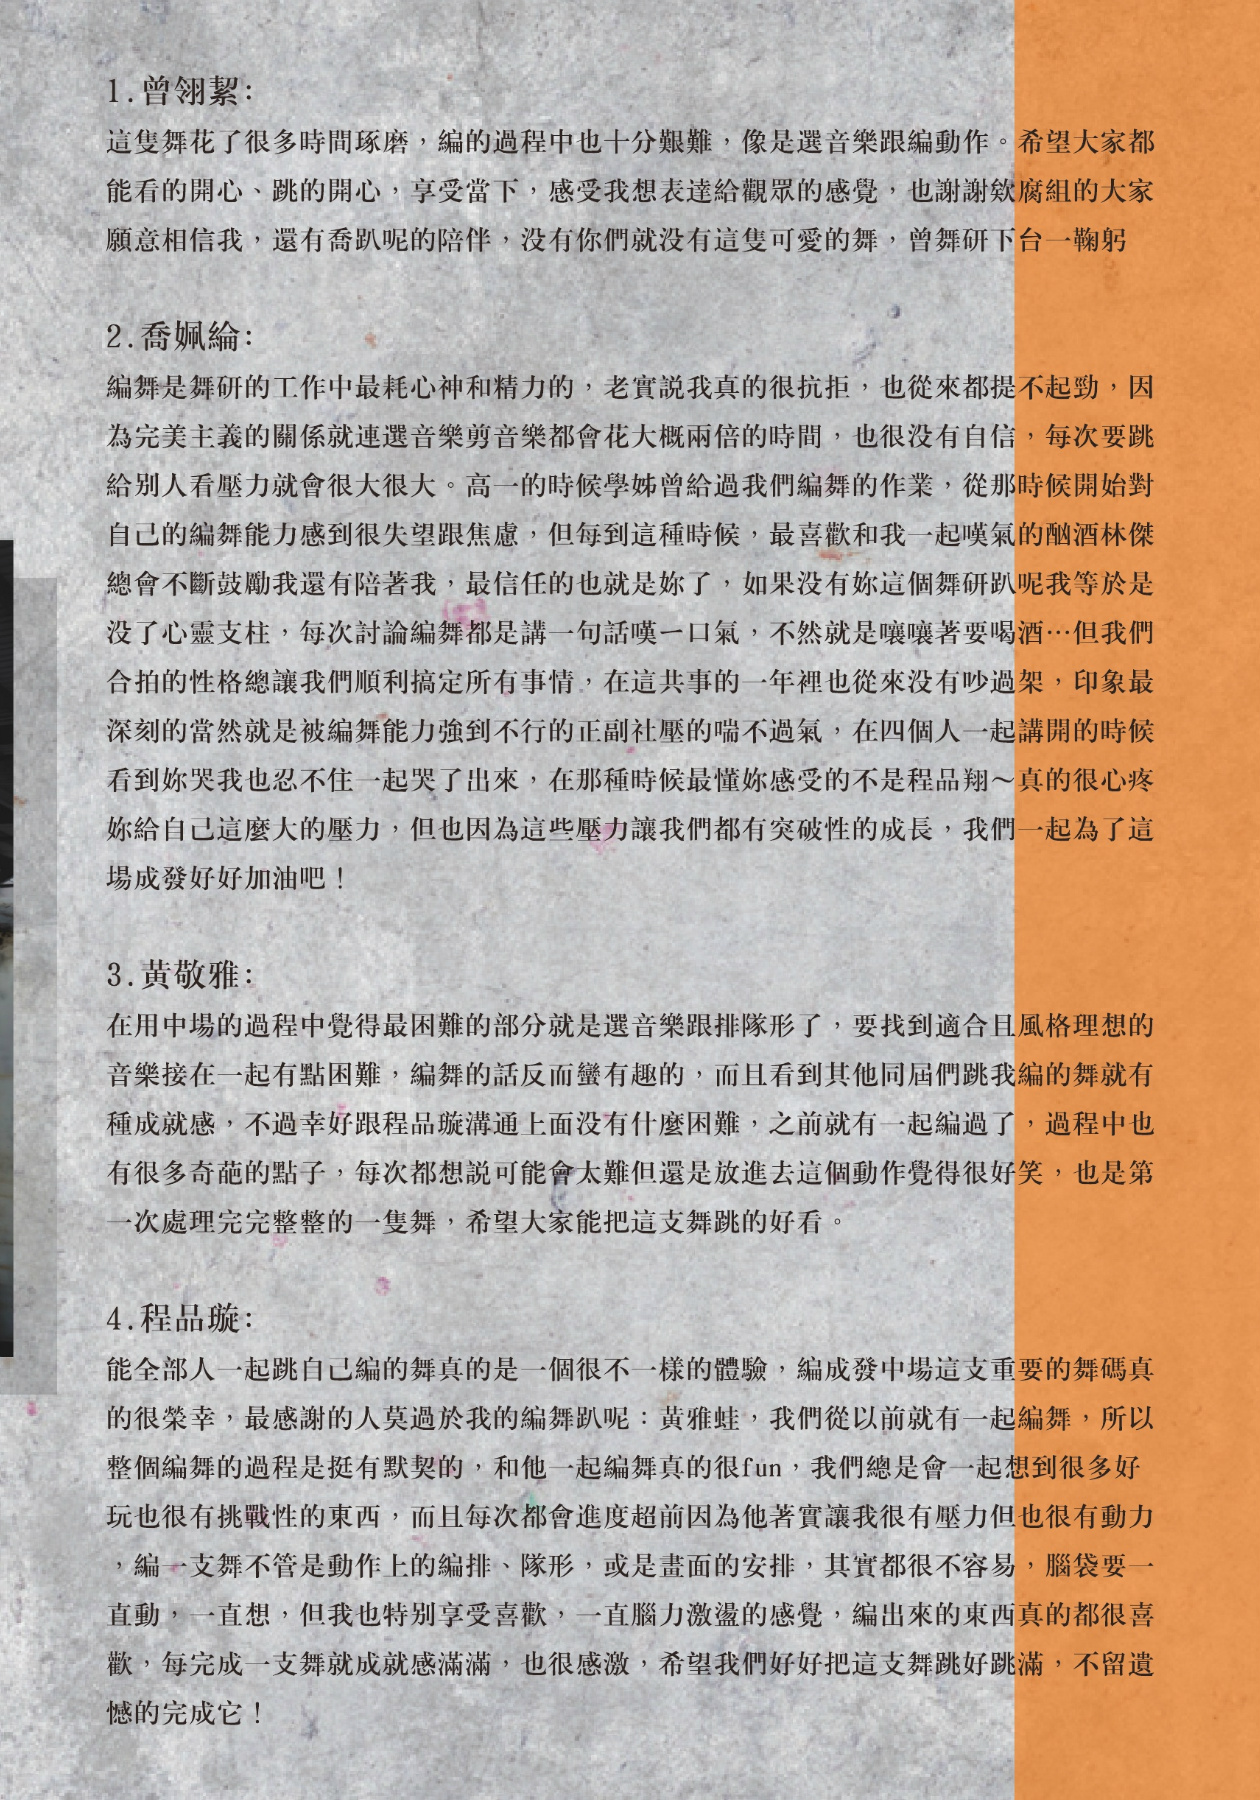 1.曾翎絜:
這隻舞花了很多時間琢磨，編的過程中也十分艱難，像是選音樂跟編動作。希望大家都
能看的開心、跳的開心，享受當下，感受我想表達給觀眾的感覺，也謝謝欸腐組的大家
願意相信我，還有喬趴呢的陪伴，沒有你們就沒有這隻可愛的舞，曾舞研下台一鞠躬
2.喬姵綸:
編舞是舞研的工作中最耗心神和精力的，老實說我真的很抗拒，也從來都提不起勁，因
為完美主義的關係就連選音樂剪音樂都會花大概兩倍的時間，也很沒有自信，每次要跳
給別人看壓力就會很大很大。高一的時候學姊曾給過我們編舞的作業，從那時候開始對
自己的編舞能力感到很失望跟焦慮，但每到這種時候，最喜歡和我一起嘆氣的酗酒林傑
總會不斷鼓勵我還有陪著我，最信任的也就是妳了，如果沒有妳這個舞研趴呢我等於是
沒了心靈支柱，每次討論編舞都是講一句話嘆一口氣，不然就是嚷嚷著要喝酒…但我們
合拍的性格總讓我們順利搞定所有事情，在這共事的一年裡也從來沒有吵過架，印象最
深刻的當然就是被編舞能力強到不行的正副社壓的喘不過氣，在四個人一起講開的時候
看到妳哭我也忍不住一起哭了出來，在那種時候最懂妳感受的不是程品翔～真的很心疼
妳給自己這麼大的壓力，但也因為這些壓力讓我們都有突破性的成長，我們一起為了這
場成發好好加油吧！
3.黃敬雅:
在用中場的過程中覺得最困難的部分就是選音樂跟排隊形了，要找到適合且風格理想的
音樂接在一起有點困難，編舞的話反而蠻有趣的，而且看到其他同屆們跳我編的舞就有
種成就感，不過幸好跟程品璇溝通上面沒有什麼困難，之前就有一起編過了，過程中也
有很多奇葩的點子，每次都想說可能會太難但還是放進去這個動作覺得很好笑，也是第
一次處理完完整整的一隻舞，希望大家能把這支舞跳的好看。
4.程品璇:
能全部人一起跳自己編的舞真的是一個很不一樣的體驗，編成發中場這支重要的舞碼真
的很榮幸，最感謝的人莫過於我的編舞趴呢：黃雅蛙，我們從以前就有一起編舞，所以
整個編舞的過程是挺有默契的，和他一起編舞真的很fun，我們總是會一起想到很多好
玩也很有挑戰性的東西，而且每次都會進度超前因為他著實讓我很有壓力但也很有動力
，編一支舞不管是動作上的編排、隊形，或是畫面的安排，其實都很不容易，腦袋要一
直動，一直想，但我也特別享受喜歡，一直腦力激盪的感覺，編出來的東西真的都很喜
歡，每完成一支舞就成就感滿滿，也很感激，希望我們好好把這支舞跳好跳滿，不留遺
憾的完成它！